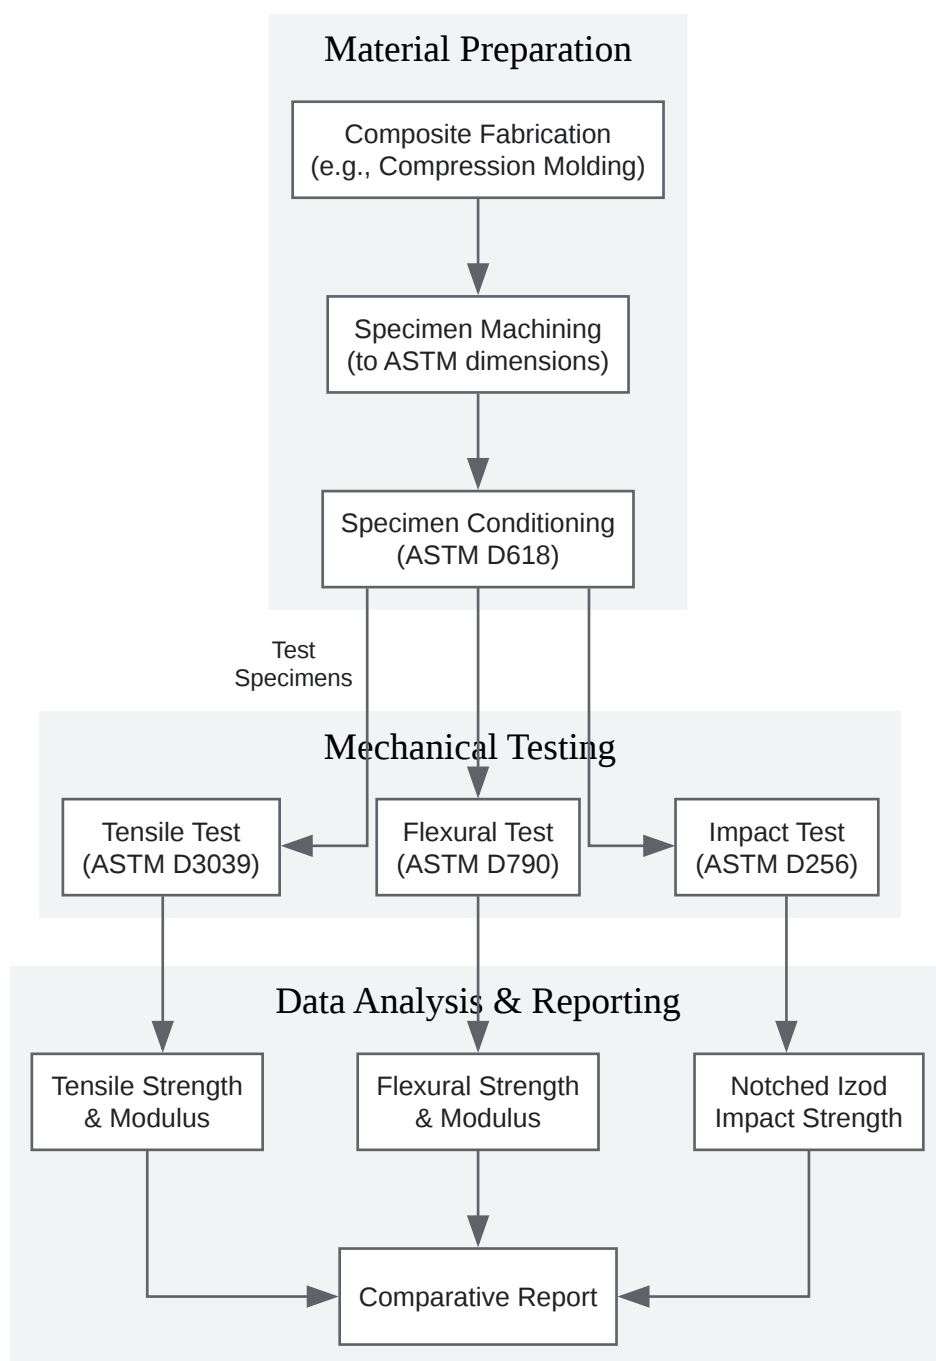 Material Preparation
Composite Fabrication
(e.g., Compression Molding)
Specimen Machining
(to ASTM dimensions)
Specimen Conditioning
(ASTM D618)
Test
Specimens
Mechanical Testing
Tensile Test
(ASTM D3039)
Flexural Test
(ASTM D790)
Impact Test
(ASTM D256)
Data Analysis & Reporting
Tensile Strength
& Modulus
Flexural Strength
& Modulus
Notched Izod
Impact Strength
Comparative Report